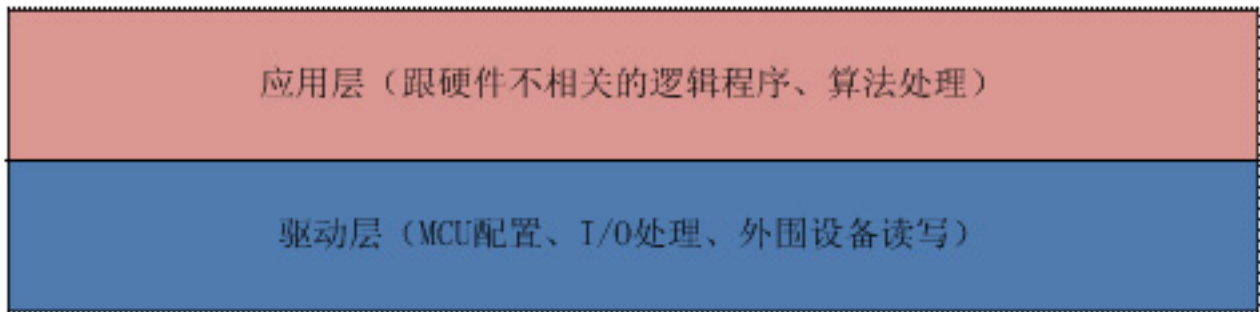 应用层（跟硬件不相关的逻辑程序、算法处理）
驱动层（MCU配置、I/O处理、外围设备读写）